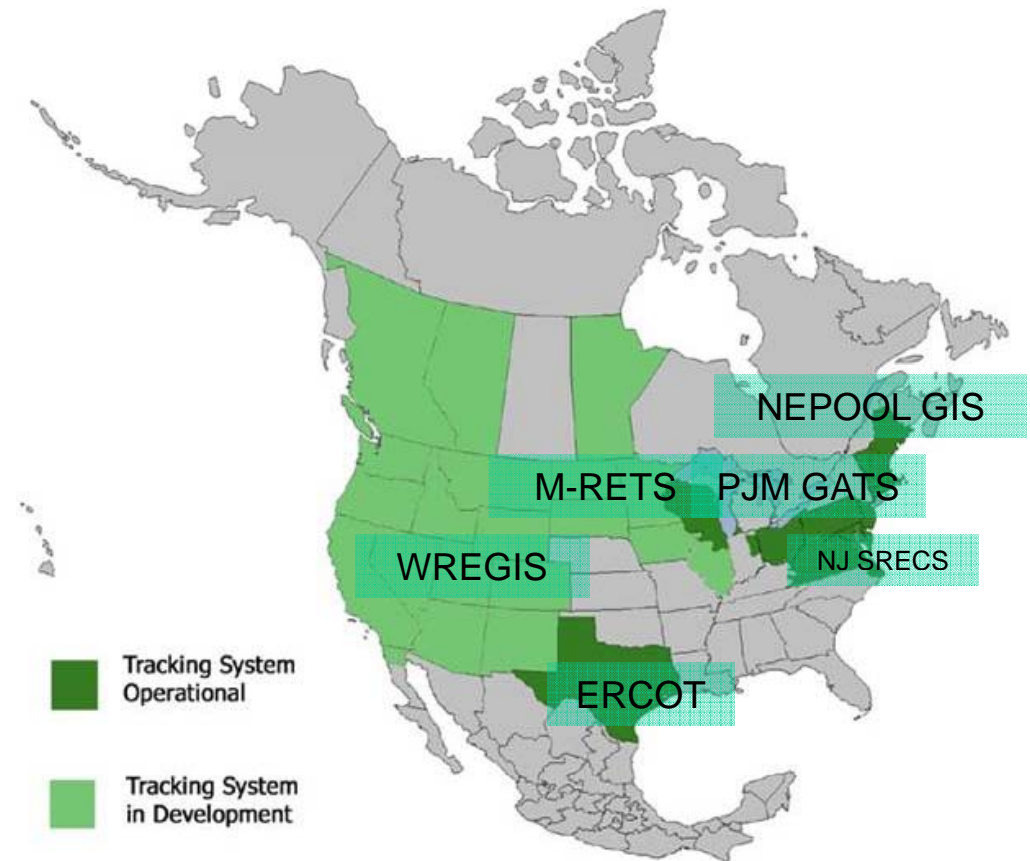 NEPOOL GIS
M-RETS PJM GATS
WREGIS NJ SRECS
ERCOT
Tracking System
Operational
Tracking System
in Development